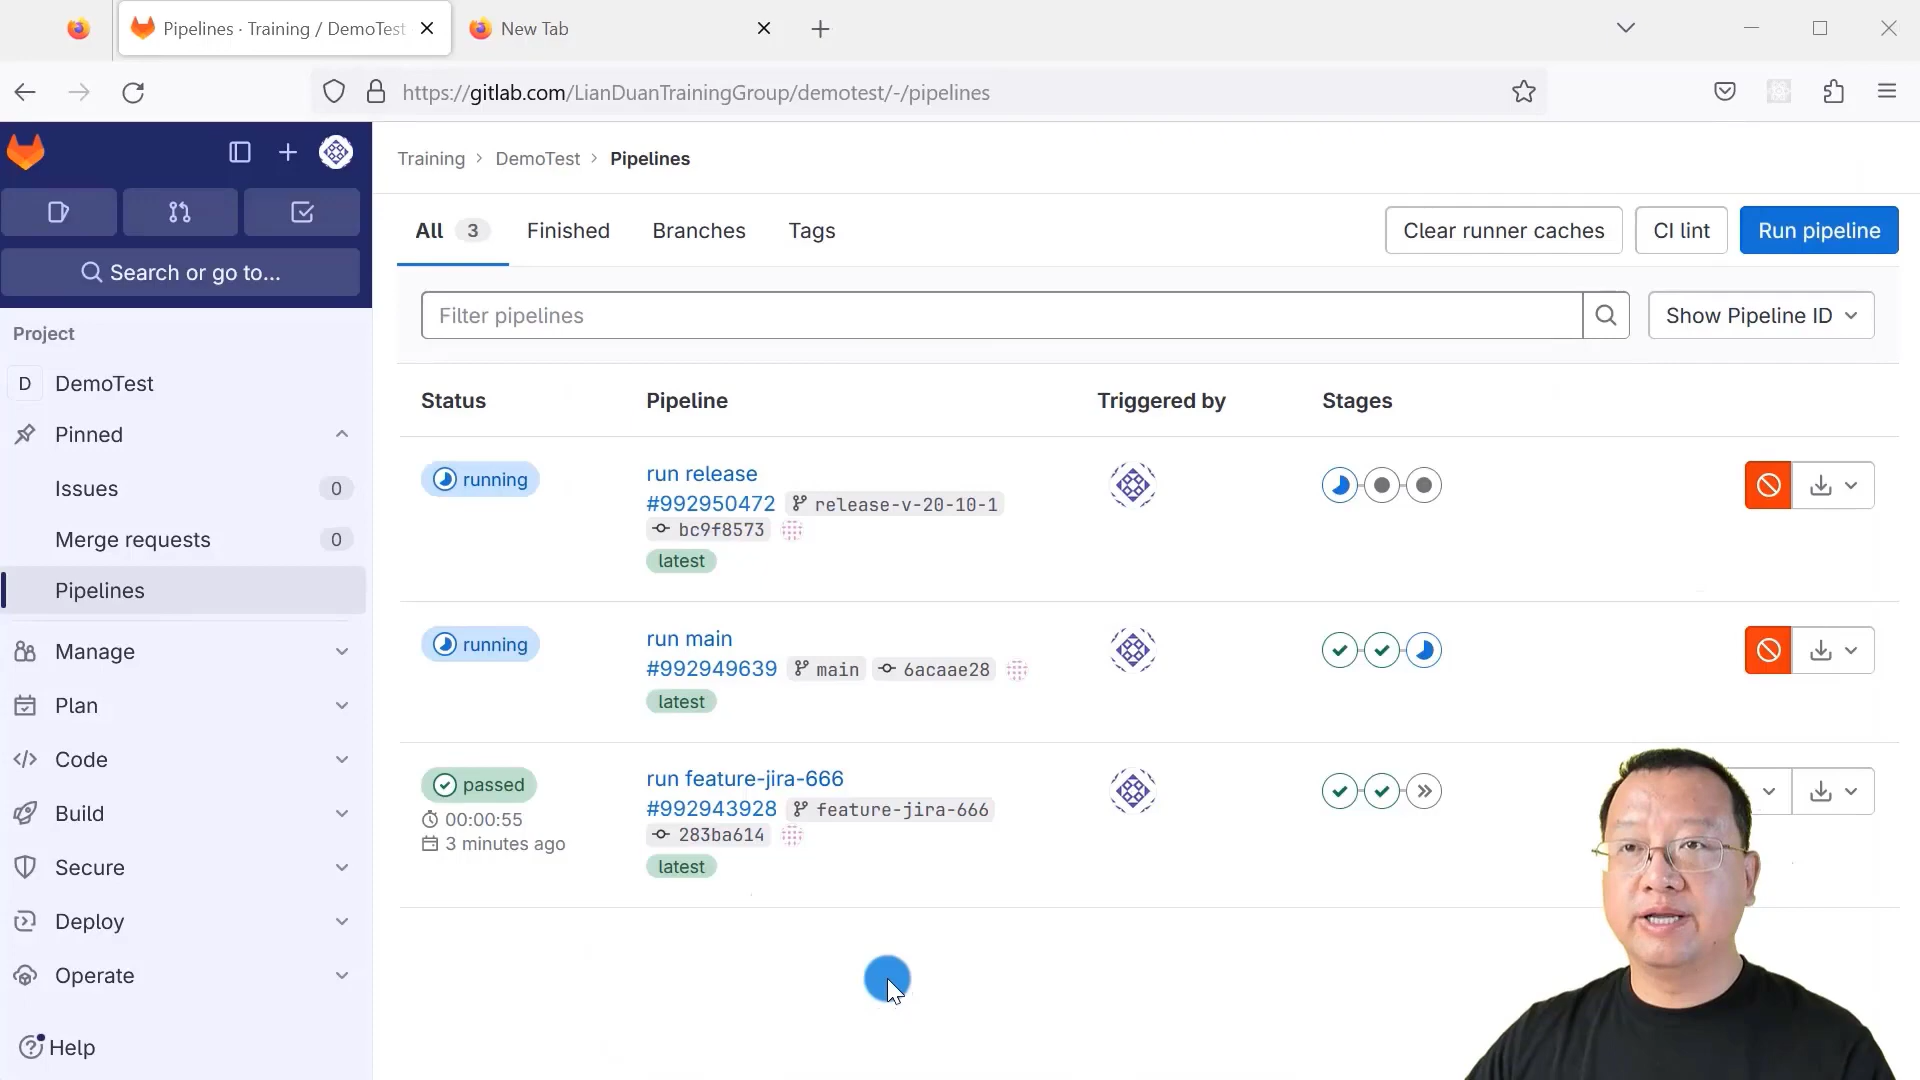 Pipelines · Training / DemoTest
New Tab
https://gitlab.com/LianDuanTrainingGroup/demotest/-/pipelines
Search or go to...
Project
D DemoTest
Pinned
Issues 0
Merge requests 0
Pipelines
Manage
Plan
Code
Build
Secure
Deploy
Operate
Help
Training › DemoTest › Pipelines
All 3 Finished Branches Tags
Clear runner caches CI lint Run pipeline
Filter pipelines Show Pipeline ID
Status Pipeline Triggered by Stages
running
run release
#992950472 release-v-20-10-1
bc9f8573
latest
running
run main
#992949639 main 6acaae28
latest
passed
00:00:55
3 minutes ago
run feature-jira-666
#992943928 feature-jira-666
283ba614
latest